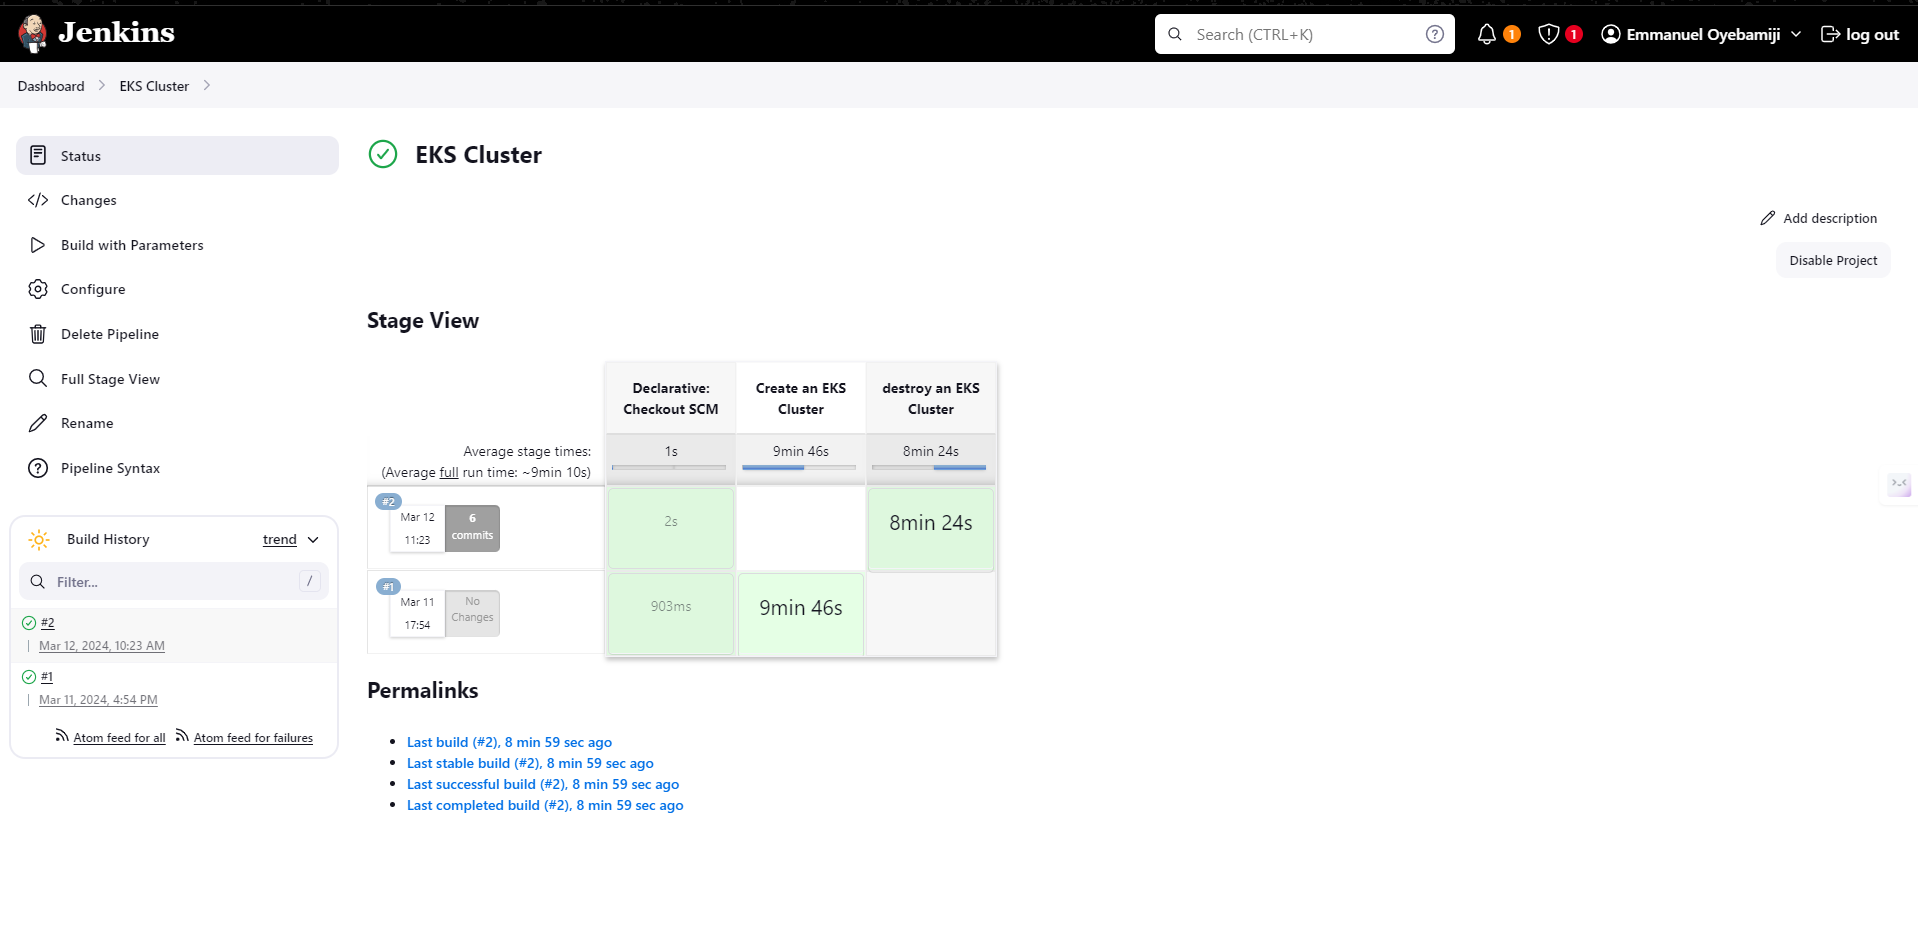 Jenkins
Search (CTRL+K)
?
1
1
Emmanuel Oyebamiji
log out
Dashboard
EKS Cluster
Status
Changes
Build with Parameters
Configure
Delete Pipeline
Full Stage View
Rename
Pipeline Syntax
Build History
trend
Filter...
/
#2
Mar 12, 2024, 10:23 AM
#1
Mar 11, 2024, 4:54 PM
Atom feed for all
Atom feed for failures
EKS Cluster
Add description
Disable Project
Stage View
Declarative:
Checkout SCM
Create an EKS
Cluster
destroy an EKS
Cluster
Average stage times:
(Average full run time: ~9min 10s)
1s
9min 46s
8min 24s
#2
Mar 12
11:23
6
commits
2s
8min 24s
#1
Mar 11
17:54
No
Changes
903ms
9min 46s
Permalinks
Last build (#2), 8 min 59 sec ago
Last stable build (#2), 8 min 59 sec ago
Last successful build (#2), 8 min 59 sec ago
Last completed build (#2), 8 min 59 sec ago